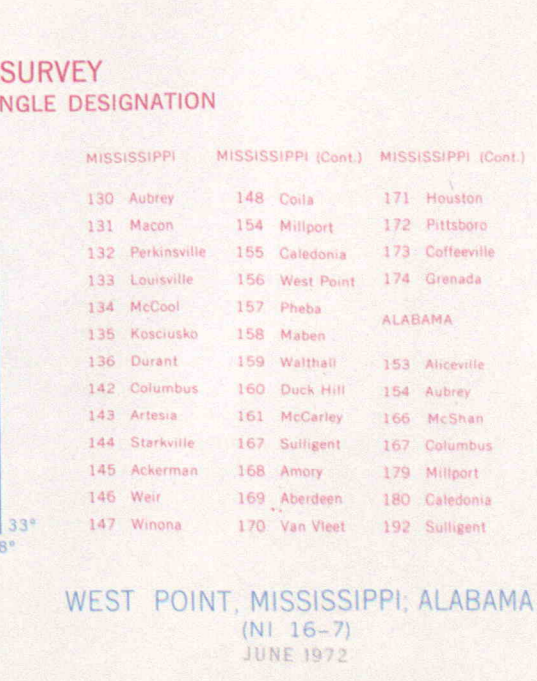 SURVEY
NGLE DESIGNATION
MISSISSIPPI
130 Aubrey
131 Macon
132 Perkinsville
133 Louisville
134 McCool
135 Kosciusko
136 Durant
142 Columbus
143 Artesia
144 Starkville
145 Ackerman
146 Weir
147 Winona
MISSISSIPPI (Cont.)
148 Coila
154 Millport
155 Caledonia
156 West Point
157 Pheba
158 Maben
159 Walthall
160 Duck Hill
161 McCarley
167 Sulligent
168 Amory
169 Aberdeen
170 Van Vleet
MISSISSIPPI (Cont.)
171 Houston
172 Pittsboro
173 Coffeeville
174 Grenada
ALABAMA
153 Aliceville
154 Aubrey
166 McShan
167 Columbus
179 Millport
180 Caledonia
192 Sulligent
33°
8°
WEST POINT, MISSISSIPPI; ALABAMA
(NI 16-7)
JUNE 1972